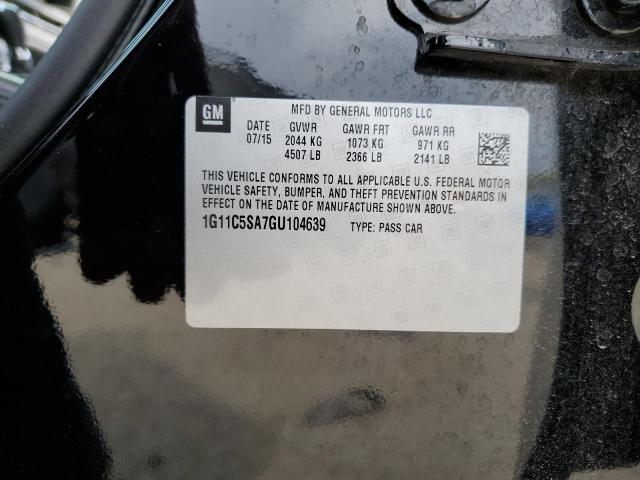 GM
MFD BY GENERAL MOTORS LLC
DATE GVWR GAWR FRT GAWR RR
07/15 2044 KG 1073 KG 971 KG
4507 LB 2366 LB 2141 LB
THIS VEHICLE CONFORMS TO ALL APPLICABLE U.S. FEDERAL MOTOR
VEHICLE SAFETY, BUMPER, AND THEFT PREVENTION STANDARDS IN
EFFECT ON THE DATE OF MANUFACTURE SHOWN ABOVE.
1G11C5SA7GU104639 TYPE: PASS CAR